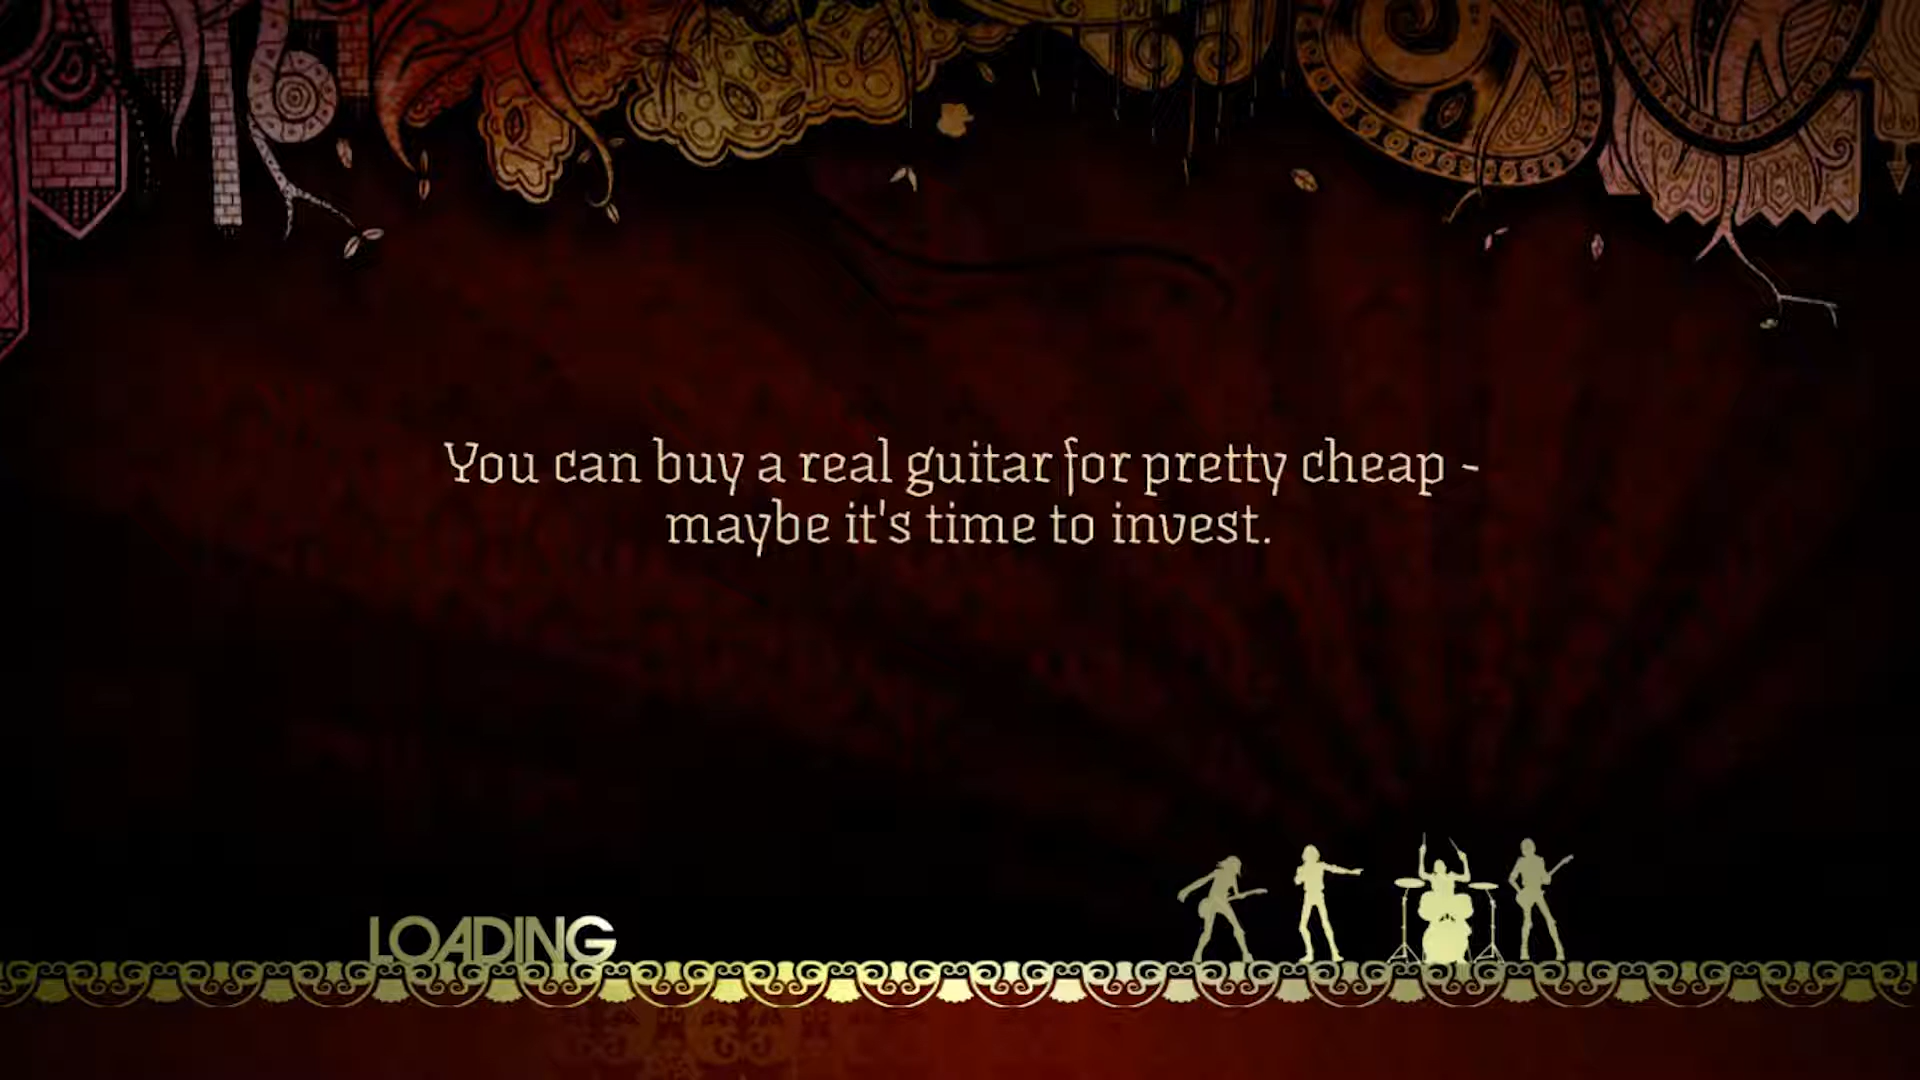 You can buy a real guitar for pretty cheap -
maybe it's time to invest.
LOADING